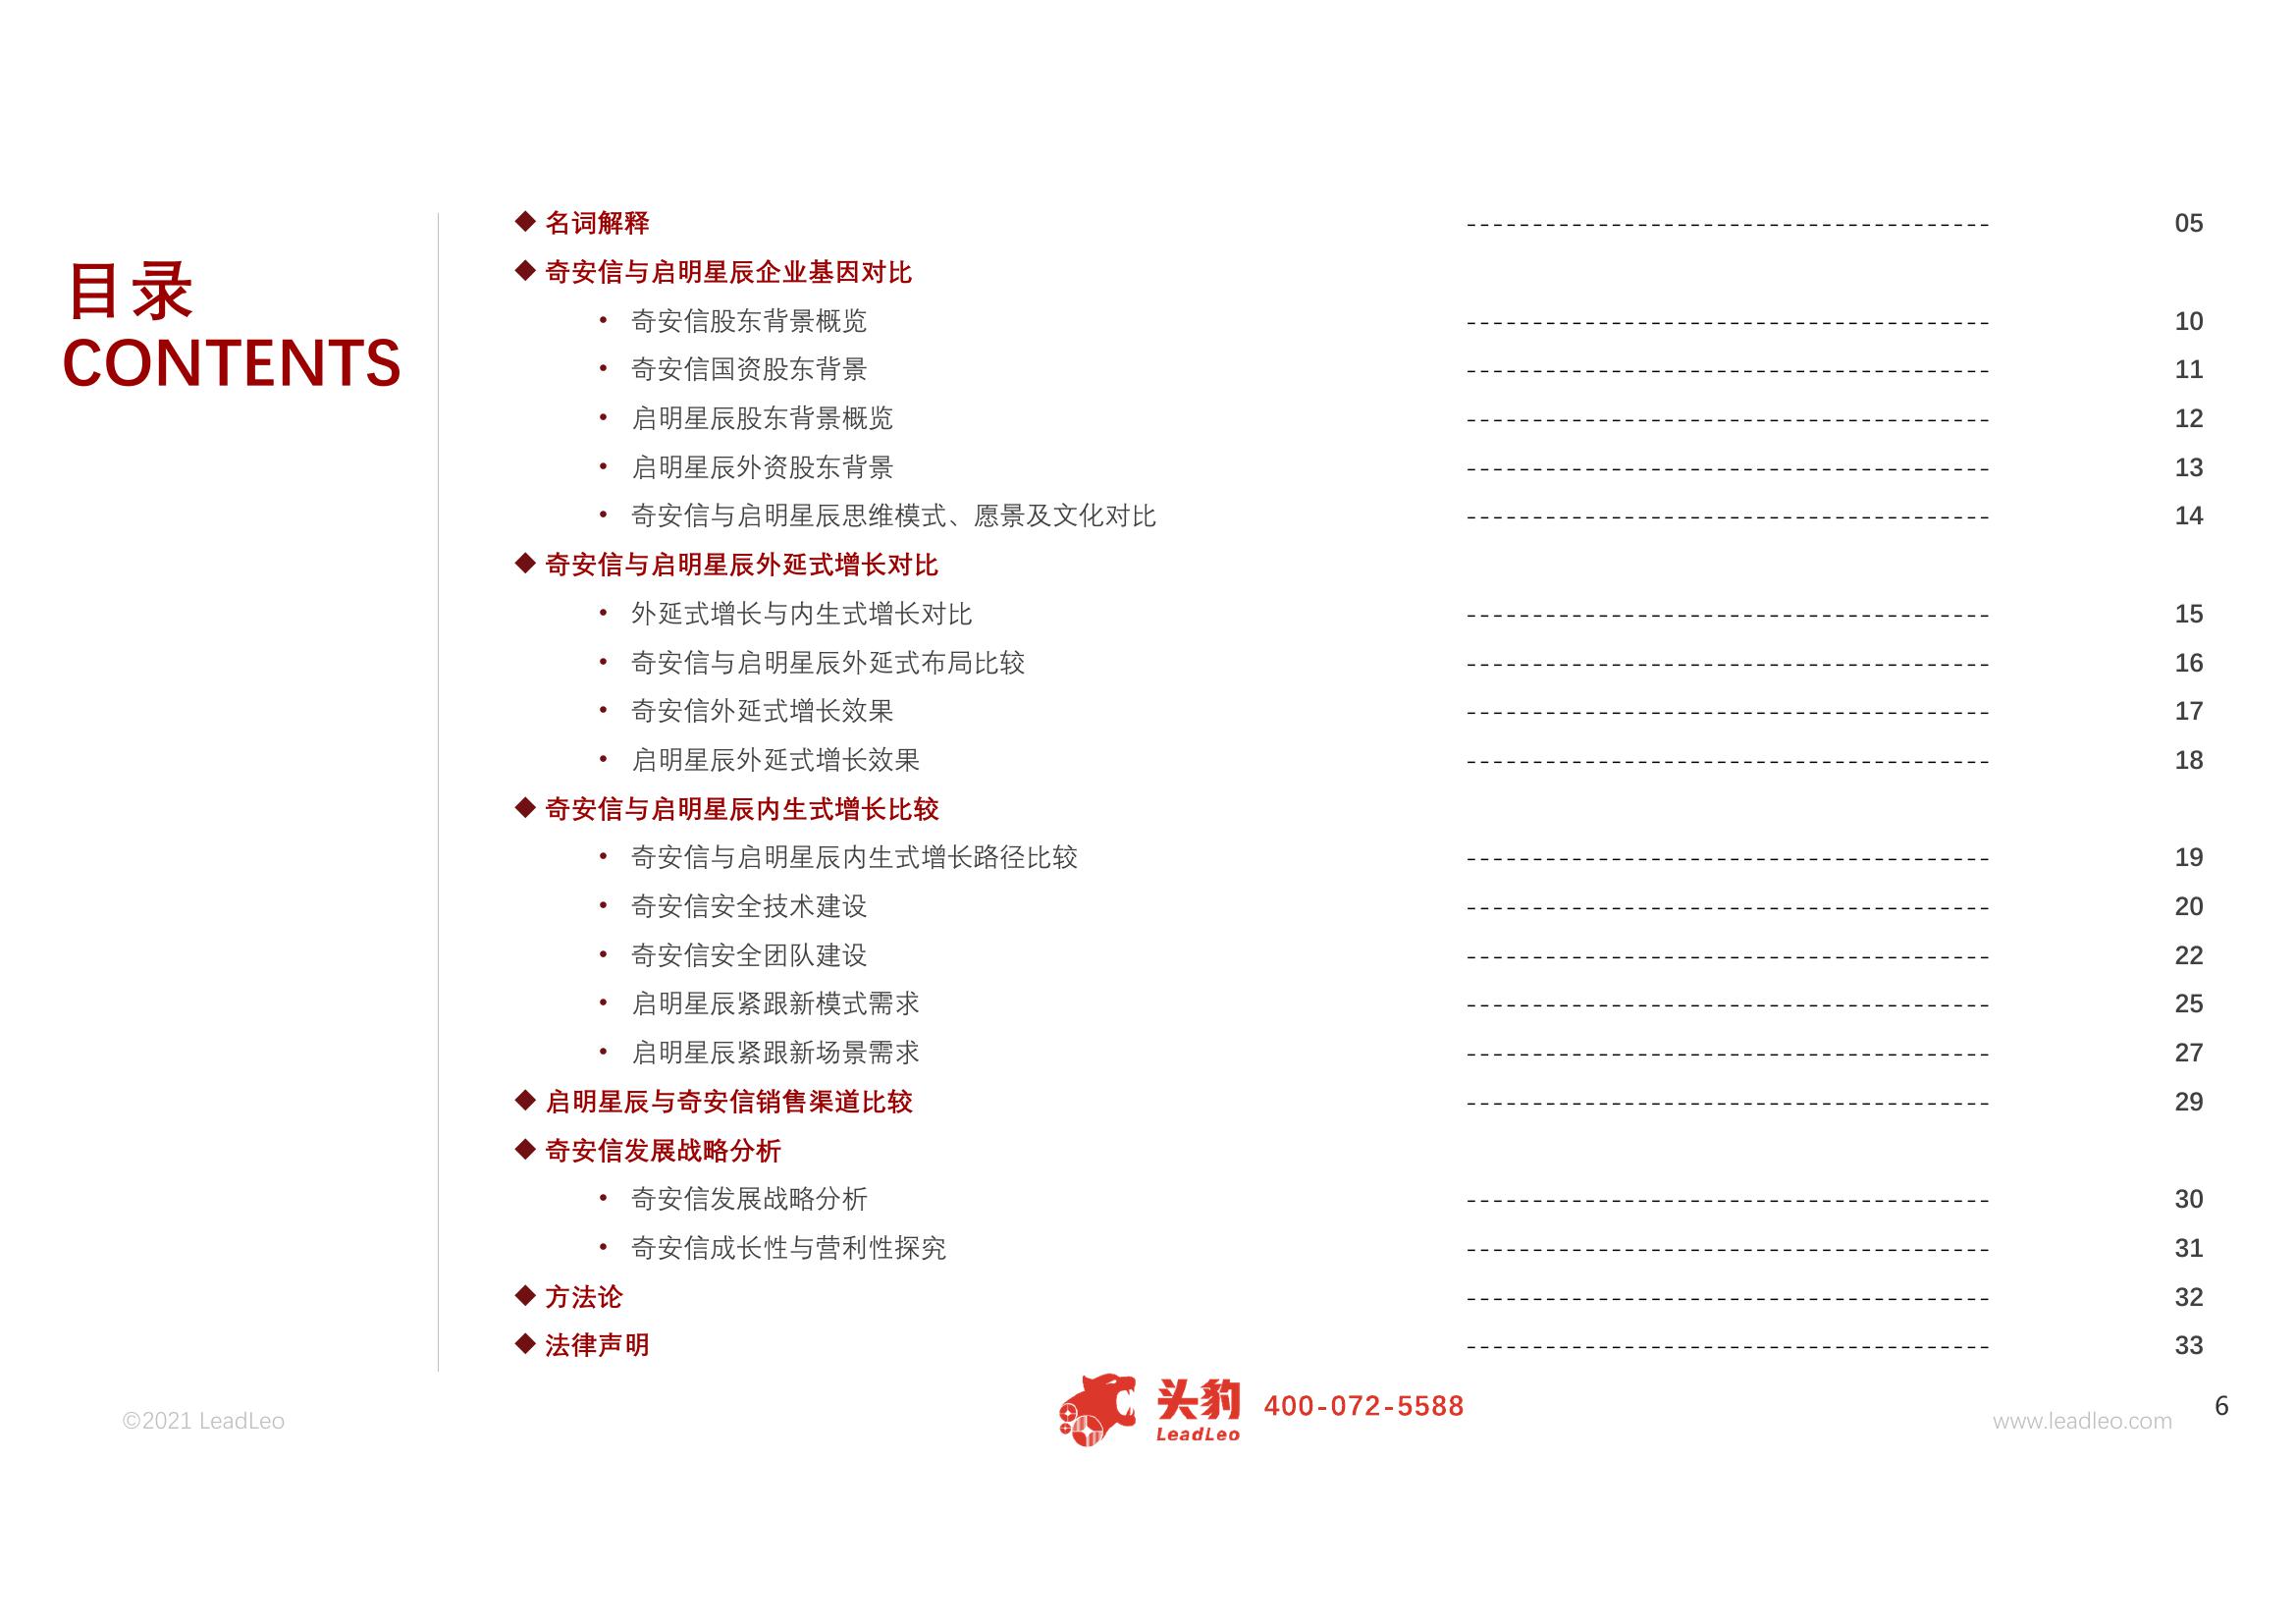 目录
CONTENTS
◆ 名词解释 ---------------------------------------- 05
◆ 奇安信与启明星辰企业基因对比
• 奇安信股东背景概览 ---------------------------------------- 10
• 奇安信国资股东背景 ---------------------------------------- 11
• 启明星辰股东背景概览 ---------------------------------------- 12
• 启明星辰外资股东背景 ---------------------------------------- 13
• 奇安信与启明星辰思维模式、愿景及文化对比 ---------------------------------------- 14
◆ 奇安信与启明星辰外延式增长对比
• 外延式增长与内生式增长对比 ---------------------------------------- 15
• 奇安信与启明星辰外延式布局比较 ---------------------------------------- 16
• 奇安信外延式增长效果 ---------------------------------------- 17
• 启明星辰外延式增长效果 ---------------------------------------- 18
◆ 奇安信与启明星辰内生式增长比较
• 奇安信与启明星辰内生式增长路径比较 ---------------------------------------- 19
• 奇安信安全技术建设 ---------------------------------------- 20
• 奇安信安全团队建设 ---------------------------------------- 22
• 启明星辰紧跟新模式需求 ---------------------------------------- 25
• 启明星辰紧跟新场景需求 ---------------------------------------- 27
◆ 启明星辰与奇安信销售渠道比较 ---------------------------------------- 29
◆ 奇安信发展战略分析
• 奇安信发展战略分析 ---------------------------------------- 30
• 奇安信成长性与营利性探究 ---------------------------------------- 31
◆ 方法论 ---------------------------------------- 32
◆ 法律声明 ---------------------------------------- 33
©2021 LeadLeo
头豹
LeadLeo
400-072-5588
www.leadleo.com
6